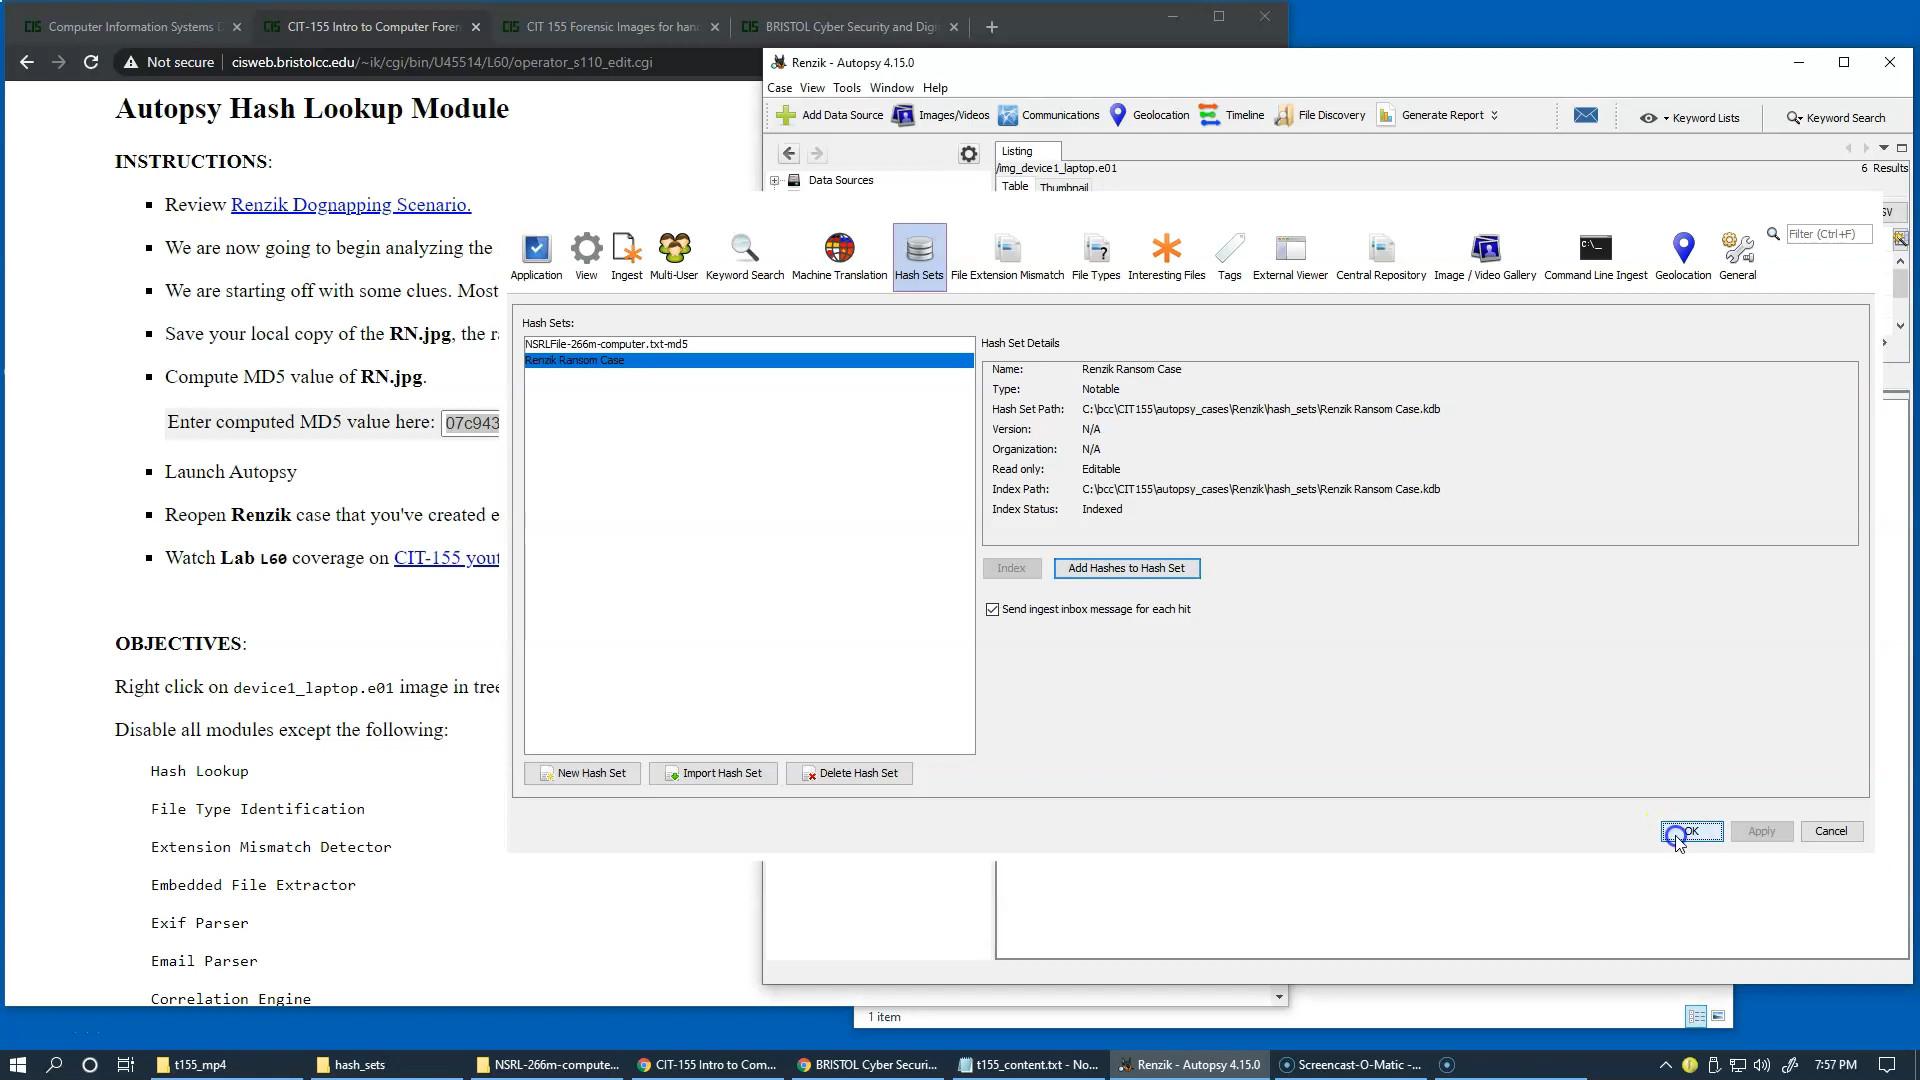 Computer Information Systems
CIT-155 Intro to Computer Foren
CIT 155 Forensic Images for hand
BRISTOL Cyber Security and Digi
Not secure
cisweb.bristolcc.edu/~ik/cgi/bin/U45514/L60/operator_s110_edit.cgi
Autopsy Hash Lookup Module
INSTRUCTIONS:
Review Renzik Dognapping Scenario.
We are now going to begin analyzing the
We are starting off with some clues. Most
Save your local copy of the RN.jpg, the
Compute MD5 value of RN.jpg.
Enter computed MD5 value here: 07c943
Launch Autopsy
Reopen Renzik case that you've created
Watch Lab L60 coverage on CIT-155
OBJECTIVES:
Right click on device1_laptop.e01 image in tree
Disable all modules except the following:
Hash Lookup
File Type Identification
Extension Mismatch Detector
Embedded File Extractor
Exif Parser
Email Parser
Correlation Engine
Renzik - Autopsy 4.15.0
Case View Tools Window Help
Add Data Source Images/Videos Communications Geolocation Timeline File Discovery Generate Report Keyword Lists Keyword Search
Data Sources
Listing
/img_device1_laptop.e01
6 Results
Table Thumbnail
SV
Application View Ingest Multi-User Keyword Search Machine Translation Hash Sets File Extension Mismatch File Types Interesting Files Tags External Viewer Central Repository Image / Video Gallery Command Line Ingest Geolocation General
Filter (Ctrl+F)
Hash Sets:
NSRLFile-266m-computer.txt-md5
Renzik Ransom Case
Hash Set Details
Name: Renzik Ransom Case
Type: Notable
Hash Set Path: C:\bcc\CIT155\autopsy_cases\Renzik\hash_sets\Renzik Ransom Case.kdb
Version: N/A
Organization: N/A
Read only: Editable
Index Path: C:\bcc\CIT155\autopsy_cases\Renzik\hash_sets\Renzik Ransom Case.kdb
Index Status: Indexed
Index Add Hashes to Hash Set
Send ingest inbox message for each hit
New Hash Set Import Hash Set Delete Hash Set
OK Apply Cancel
1 item
t155_mp4
hash_sets
NSRL-266m-compute...
CIT-155 Intro to Com...
BRISTOL Cyber Securi...
t155_content.txt - No...
Renzik - Autopsy 4.15.0
Screencast-O-Matic -...
7:57 PM